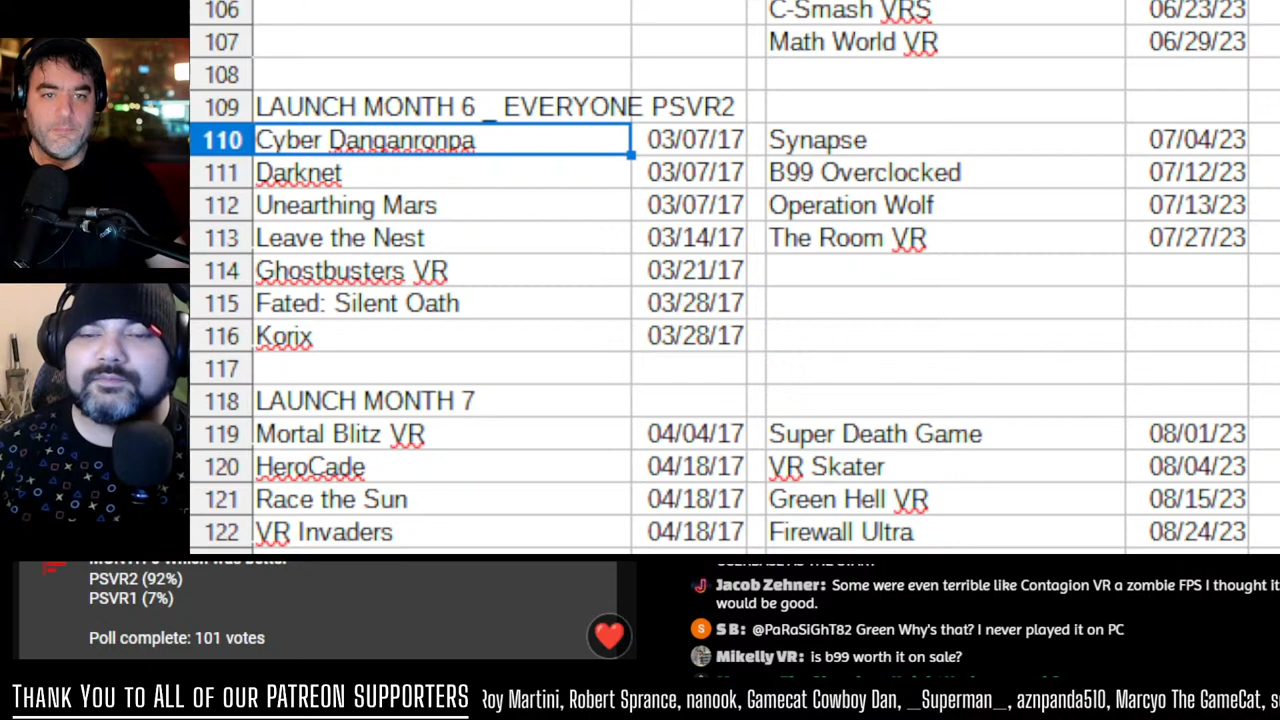 106 C-Smash VRS 06/23/23
107 Math World VR 06/29/23
108
109 LAUNCH MONTH 6 _ EVERYONE PSVR2
110 Cyber Danganronpa 03/07/17 Synapse 07/04/23
111 Darknet 03/07/17 B99 Overclocked 07/12/23
112 Unearthing Mars 03/07/17 Operation Wolf 07/13/23
113 Leave the Nest 03/14/17 The Room VR 07/27/23
114 Ghostbusters VR 03/21/17
115 Fated: Silent Oath 03/28/17
116 Korix 03/28/17
117
118 LAUNCH MONTH 7
119 Mortal Blitz VR 04/04/17 Super Death Game 08/01/23
120 HeroCade 04/18/17 VR Skater 08/04/23
121 Race the Sun 04/18/17 Green Hell VR 08/15/23
122 VR Invaders 04/18/17 Firewall Ultra 08/24/23
PSVR2 (92%)
PSVR1 (7%)
Poll complete: 101 votes
Jacob Zehner: Some were even terrible like Contagion VR a zombie FPS I thought it
would be good.
S B: @PaRaSiGhT82 Green Why's that? I never played it on PC
Mikelly VR: is b99 worth it on sale?
THANK YOU TO ALL OF OUR PATREON SUPPORTERS
Roy Martini, Robert Sprance, nanook, Gamecat Cowboy Dan, __Superman__, aznpanda510, Marcyo The GameCat, s